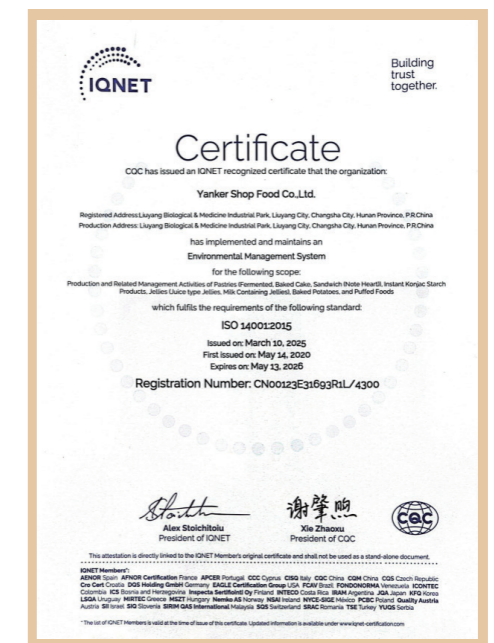 IQNET
Building
trust
together.
Certificate
CQC has issued an IQNET recognized certificate that the organization:
Yanker Shop Food Co.,Ltd.
Registered Address:Liuyang Biological & Medicine Industrial Park, Liuyang City, Changsha City, Hunan Province, P.R.China
Production Address: Liuyang Biological & Medicine Industrial Park, Liuyang City, Changsha City, Hunan Province, P.R.China
has implemented and maintains an
Environmental Management System
for the following scope:
Production and Related Management Activities of Pastries (Fermented, Baked Cake, Sandwich (Note Heart)), Instant Konjac Starch
Products, Jellies (Juice type Jellies, Milk Containing Jellies), Baked Potatoes, and Puffed Foods
which fulfils the requirements of the following standard:
ISO 14001:2015
Issued on: March 10, 2025
First issued on: May 14, 2020
Expires on: May 13, 2026
Registration Number: CN00123E31693R1L/4300
谢肇煦
Alex Stoichitoiu
President of IQNET
Xie Zhaoxu
President of CQC
CQC
This attestation is directly linked to the IQNET Member's original certificate and shall not be used as a stand-alone document.
IQNET Members*:
AENOR Spain AFNOR Certification France APCER Portugal CCC Cyprus CISQ Italy CQC China CQM China CQS Czech Republic
Cro Cert Croatia DQS Holding GmbH Germany EAGLE Certification Group USA FCAV Brazil FONDONORMA Venezuela ICONTEC
Colombia ICS Bosnia and Herzegovina Inspecta Sertifiointi Oy Finland INTECO Costa Rica IRAM Argentina JQA Japan KFQ Korea
LSQA Uruguay MIRTEC Greece MSZT Hungary Nemko AS Norway NSAI Ireland NYCE-SIGE México PCBC Poland Quality Austria
Austria SII Israel SIQ Slovenia SIRIM QAS International Malaysia SQS Switzerland SRAC Romania TSE Turkey YUQS Serbia
* The list of IQNET Members is valid at the time of issue of this certificate. Updated information is available under www.iqnet-certification.com